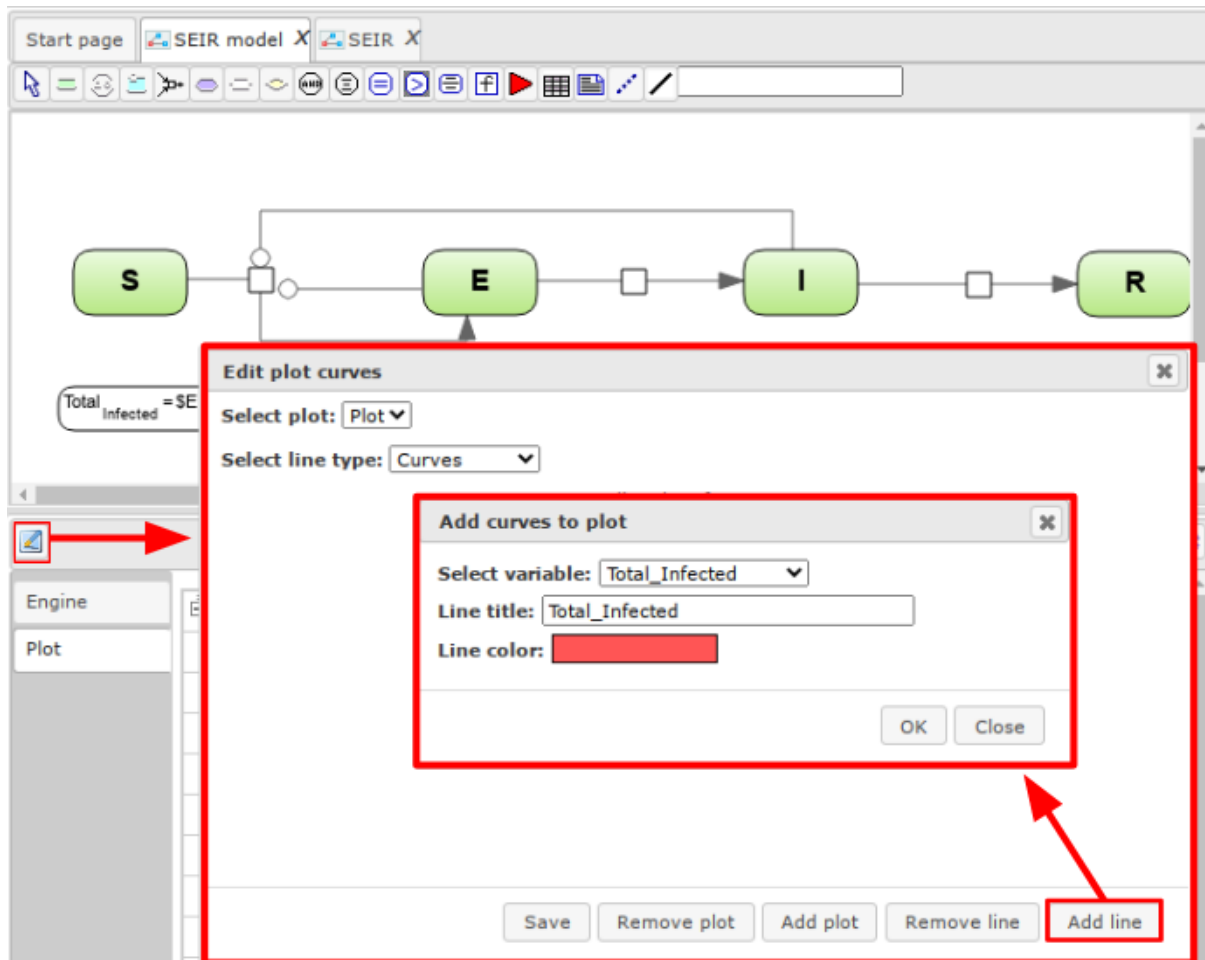 Start page SEIR model X SEIR X
S E I R
Total Infected = $E
Edit plot curves
Select plot: Plot
Select line type: Curves
Add curves to plot
Select variable: Total_Infected
Line title: Total_Infected
Line color:
OK Close
Engine
Plot
Save Remove plot Add plot Remove line Add line